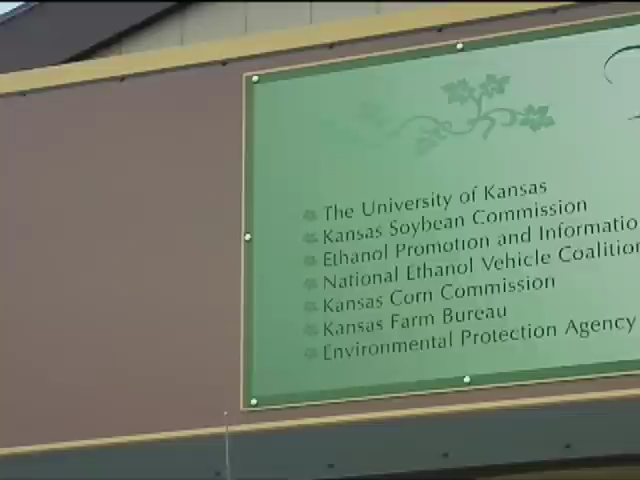 The University of Kansas
Kansas Soybean Commission
Ethanol Promotion and Informatio
National Ethanol Vehicle Coalition
Kansas Corn Commission
Kansas Farm Bureau
Environmental Protection Agency